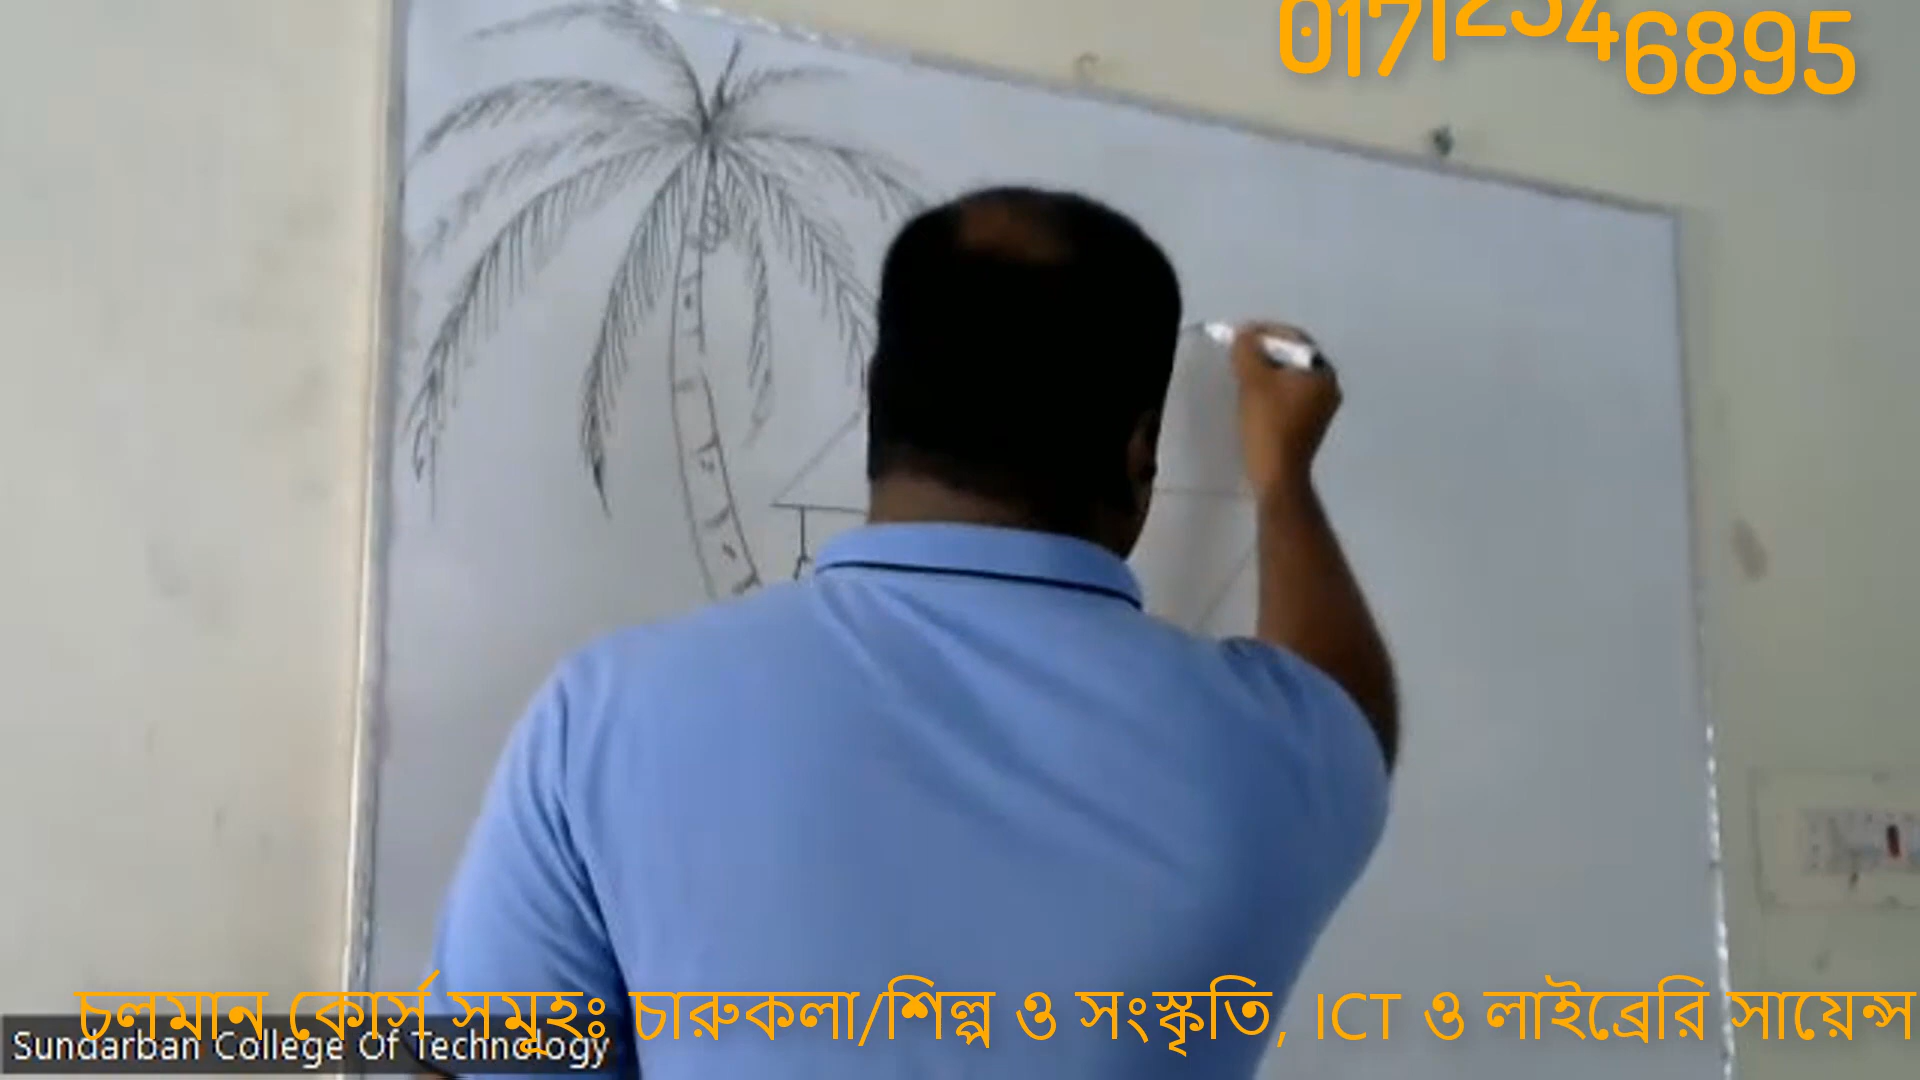 01712346895
চলমান কোর্স সমূহঃ চারুকলা/শিল্প ও সংস্কৃতি, ICT ও লাইব্রেরি সায়েন্স
Sundarban College Of Technology